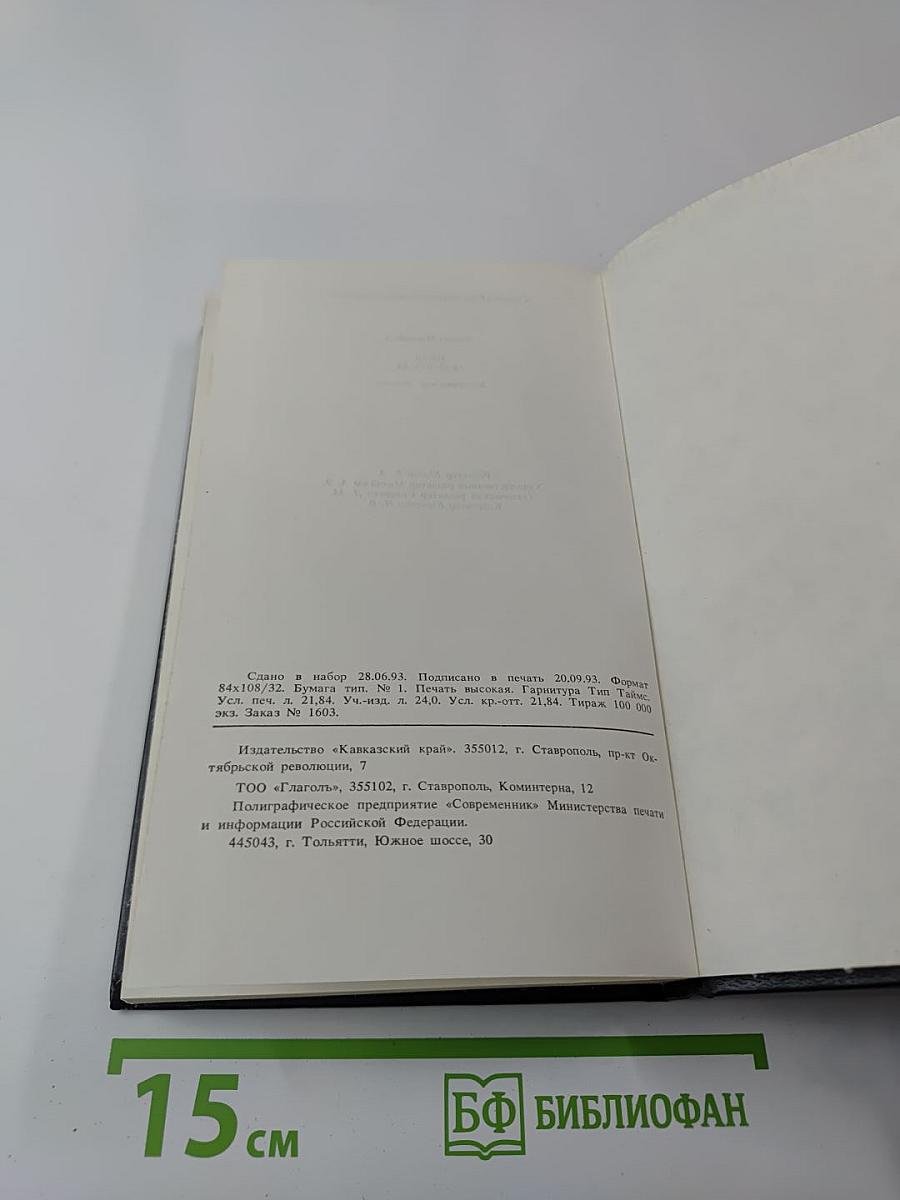 Сдано в набор 28.06.93. Подписано в печать 20.09.93. Формат
84х108/32. Бумага тип. № 1. Печать высокая. Гарнитура Тип Таймс.
Усл. печ. л. 21,84. Уч.-изд. л. 24,0. Усл. кр.-отт. 21,84. Тираж 100 000
экз. Заказ № 1603.
Издательство «Кавказский край». 355012, г. Ставрополь, пр-кт Ок-
тябрьской революции, 7
ТОО «Глаголъ», 355102, г. Ставрополь, Коминтерна, 12
Полиграфическое предприятие «Современник» Министерства печати
и информации Российской Федерации.
445043, г. Тольятти, Южное шоссе, 30
15 см
БФ БИБЛИОФАН